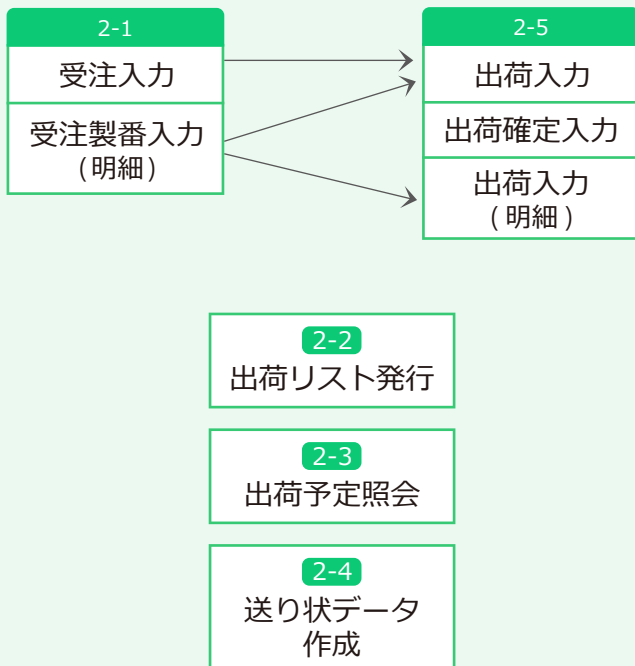 2-1
受注入力
受注製番入力
(明細)
2-5
出荷入力
出荷確定入力
出荷入力
(明細)
2-2
出荷リスト発行
2-3
出荷予定照会
2-4
送り状データ
作成